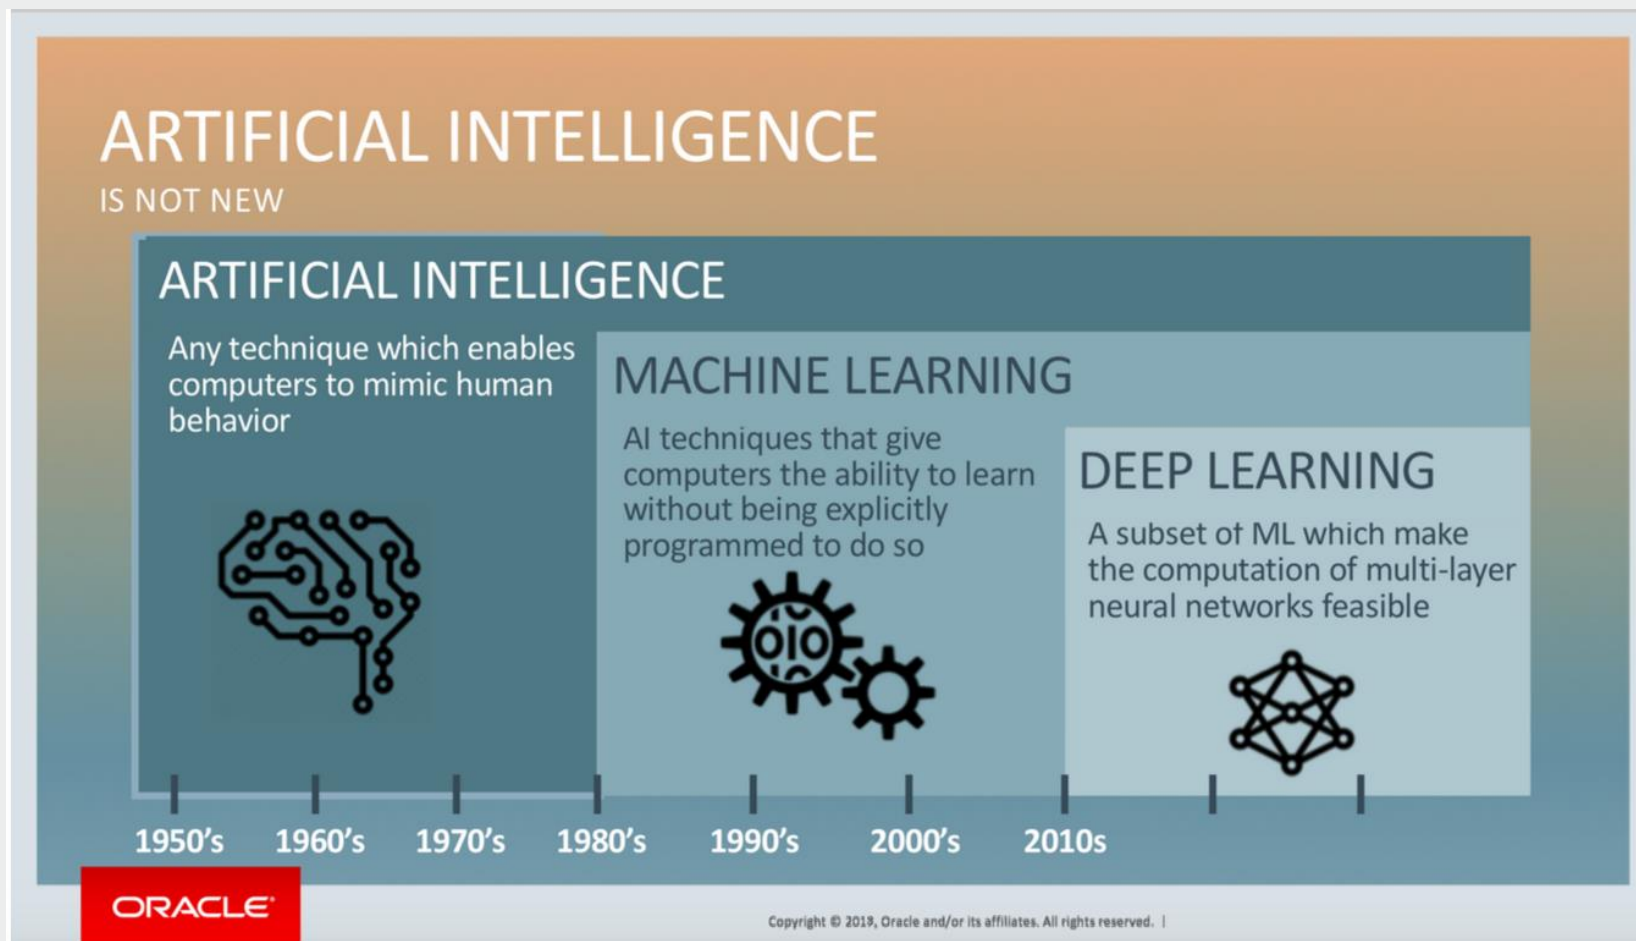 ARTIFICIAL INTELLIGENCE
IS NOT NEW
ARTIFICIAL INTELLIGENCE
Any technique which enables
computers to mimic human
behavior
MACHINE LEARNING
AI techniques that give
computers the ability to learn
without being explicitly
programmed to do so
DEEP LEARNING
A subset of ML which make
the computation of multi-layer
neural networks feasible
1950's 1960's 1970's 1980's 1990's 2000's 2010s
ORACLE
Copyright © 2019, Oracle and/or its affiliates. All rights reserved. |